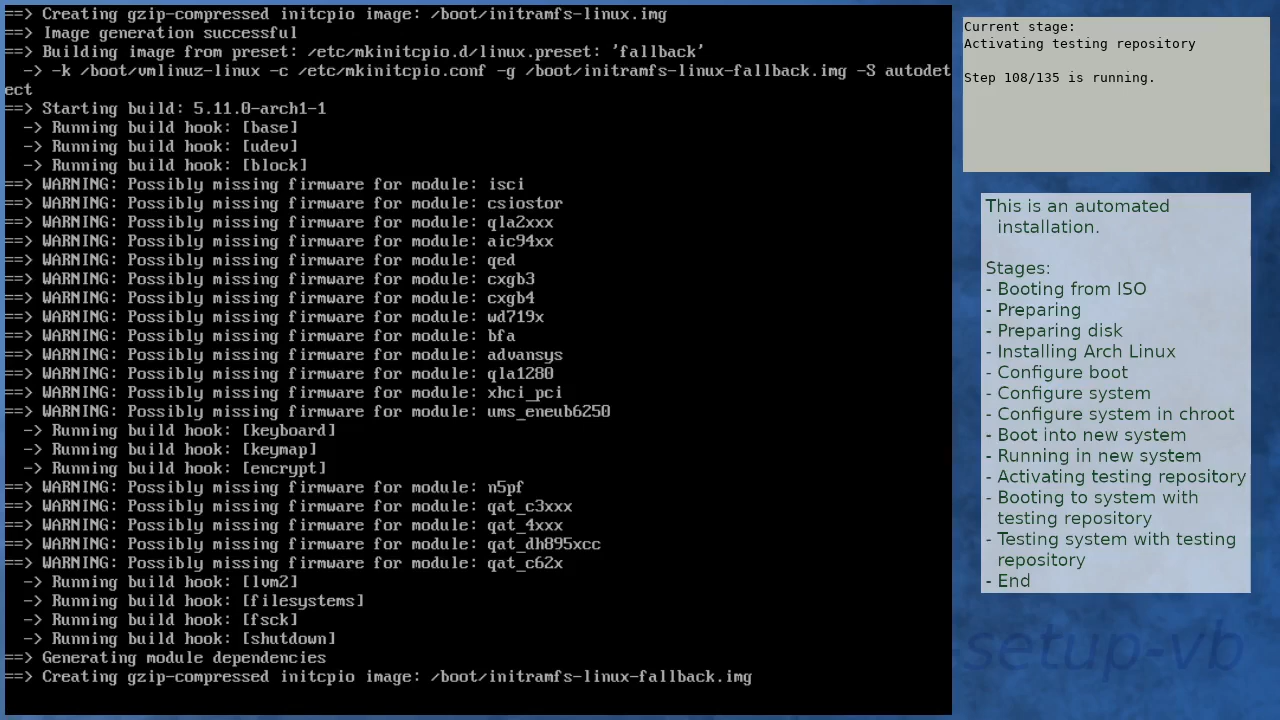 ==> Creating gzip-compressed initcpio image: /boot/initramfs-linux.img
==> Image generation successful
==> Building image from preset: /etc/mkinitcpio.d/linux.preset: 'fallback'
  -> -k /boot/vmlinuz-linux -c /etc/mkinitcpio.conf -g /boot/initramfs-linux-fallback.img -S autodet
ect
==> Starting build: 5.11.0-arch1-1
  -> Running build hook: [base]
  -> Running build hook: [udev]
  -> Running build hook: [block]
==> WARNING: Possibly missing firmware for module: isci
==> WARNING: Possibly missing firmware for module: csiostor
==> WARNING: Possibly missing firmware for module: qla2xxx
==> WARNING: Possibly missing firmware for module: aic94xx
==> WARNING: Possibly missing firmware for module: qed
==> WARNING: Possibly missing firmware for module: cxgb3
==> WARNING: Possibly missing firmware for module: cxgb4
==> WARNING: Possibly missing firmware for module: wd719x
==> WARNING: Possibly missing firmware for module: bfa
==> WARNING: Possibly missing firmware for module: advansys
==> WARNING: Possibly missing firmware for module: qla1280
==> WARNING: Possibly missing firmware for module: xhci_pci
==> WARNING: Possibly missing firmware for module: ums_eneub6250
  -> Running build hook: [keyboard]
  -> Running build hook: [keymap]
  -> Running build hook: [encrypt]
==> WARNING: Possibly missing firmware for module: n5pf
==> WARNING: Possibly missing firmware for module: qat_c3xxx
==> WARNING: Possibly missing firmware for module: qat_4xxx
==> WARNING: Possibly missing firmware for module: qat_dh895xcc
==> WARNING: Possibly missing firmware for module: qat_c62x
  -> Running build hook: [lvm2]
  -> Running build hook: [filesystems]
  -> Running build hook: [fsck]
  -> Running build hook: [shutdown]
==> Generating module dependencies
==> Creating gzip-compressed initcpio image: /boot/initramfs-linux-fallback.img
Current stage:
Activating testing repository
Step 108/135 is running.
This is an automated
installation.
Stages:
- Booting from ISO
- Preparing
- Preparing disk
- Installing Arch Linux
- Configure boot
- Configure system
- Configure system in chroot
- Boot into new system
- Running in new system
- Activating testing repository
- Booting to system with
testing repository
- Testing system with testing
repository
- End
-setup-vb